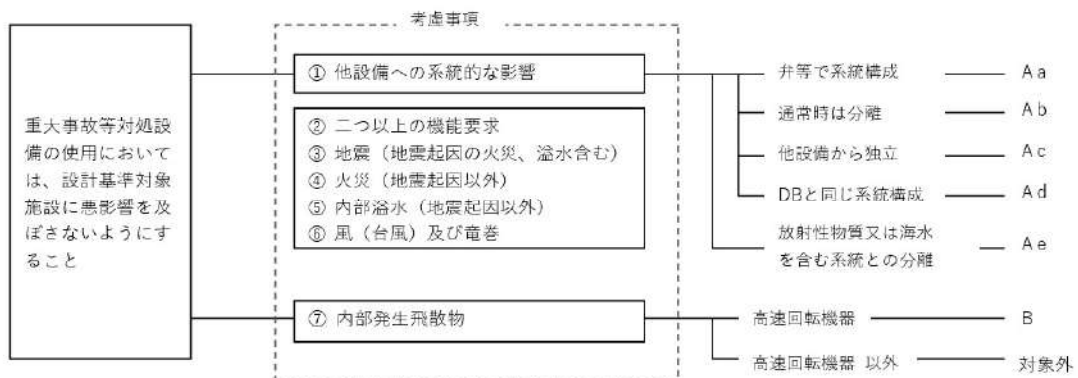 考慮事項
重大事故等対処設
備の使用において
は、設計基準対象
施設に悪影響を及
ぼさないようにす
ること
① 他設備への系統的な影響
② 二つ以上の機能要求
③ 地震（地震起因の火災、溢水含む）
④ 火災（地震起因以外）
⑤ 内部溢水（地震起因以外）
⑥ 風（台風）及び竜巻
⑦ 内部発生飛散物
弁等で系統構成 Aa
通常時は分離 Ab
他設備から独立 Ac
DBと同じ系統構成 Ad
放射性物質又は海水
を含む系統との分離 Ae
高速回転機器 B
高速回転機器 以外 対象外